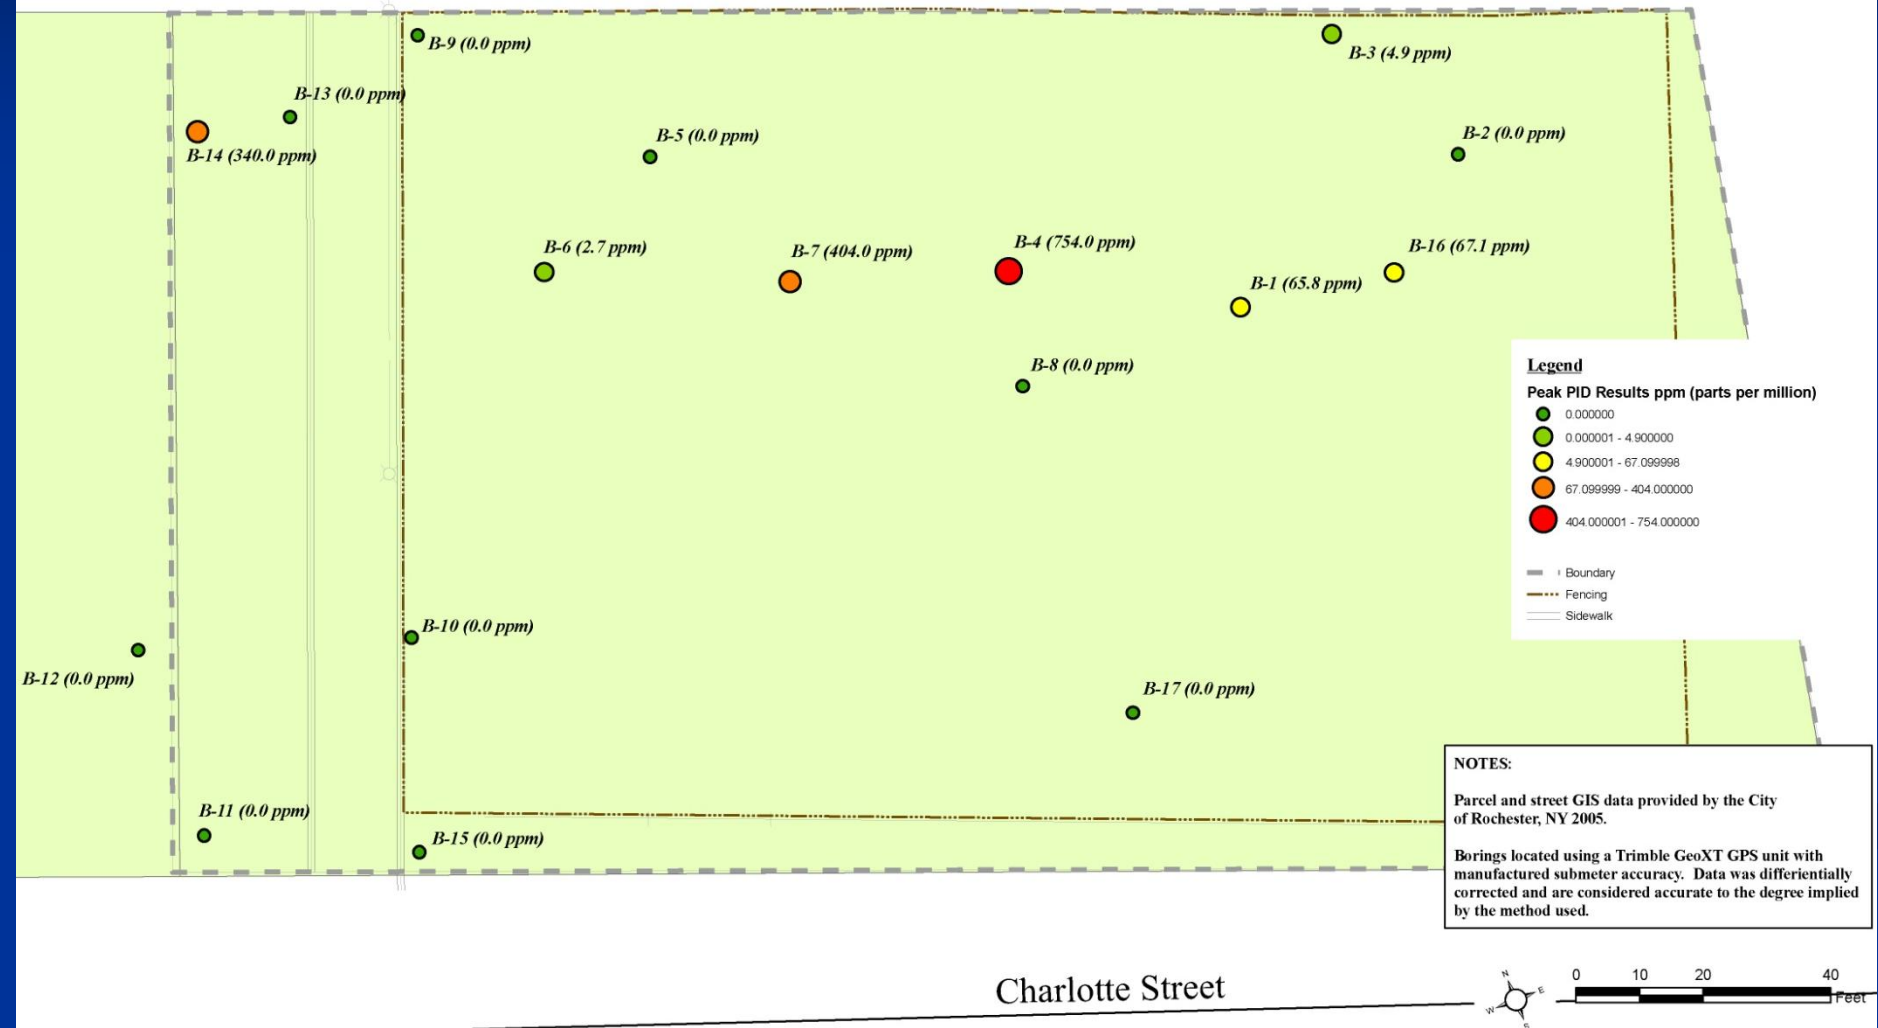 B-9 (0.0 ppm)
B-3 (4.9 ppm)
B-13 (0.0 ppm)
B-14 (340.0 ppm)
B-5 (0.0 ppm)
B-2 (0.0 ppm)
B-6 (2.7 ppm)
B-7 (404.0 ppm)
B-4 (754.0 ppm)
B-16 (67.1 ppm)
B-1 (65.8 ppm)
B-8 (0.0 ppm)
Legend
Peak PID Results ppm (parts per million)
0.000000
0.000001 - 4.900000
4.900001 - 67.099998
67.099999 - 404.000000
404.000001 - 754.000000
Boundary
Fencing
Sidewalk
B-10 (0.0 ppm)
B-12 (0.0 ppm)
B-17 (0.0 ppm)
B-11 (0.0 ppm)
B-15 (0.0 ppm)
NOTES:
Parcel and street GIS data provided by the City
of Rochester, NY 2005.
Borings located using a Trimble GeoXT GPS unit with
manufactured submeter accuracy. Data was differientially
corrected and are considered accurate to the degree implied
by the method used.
Charlotte Street
N
E
W
S
0 10 20 40
Feet